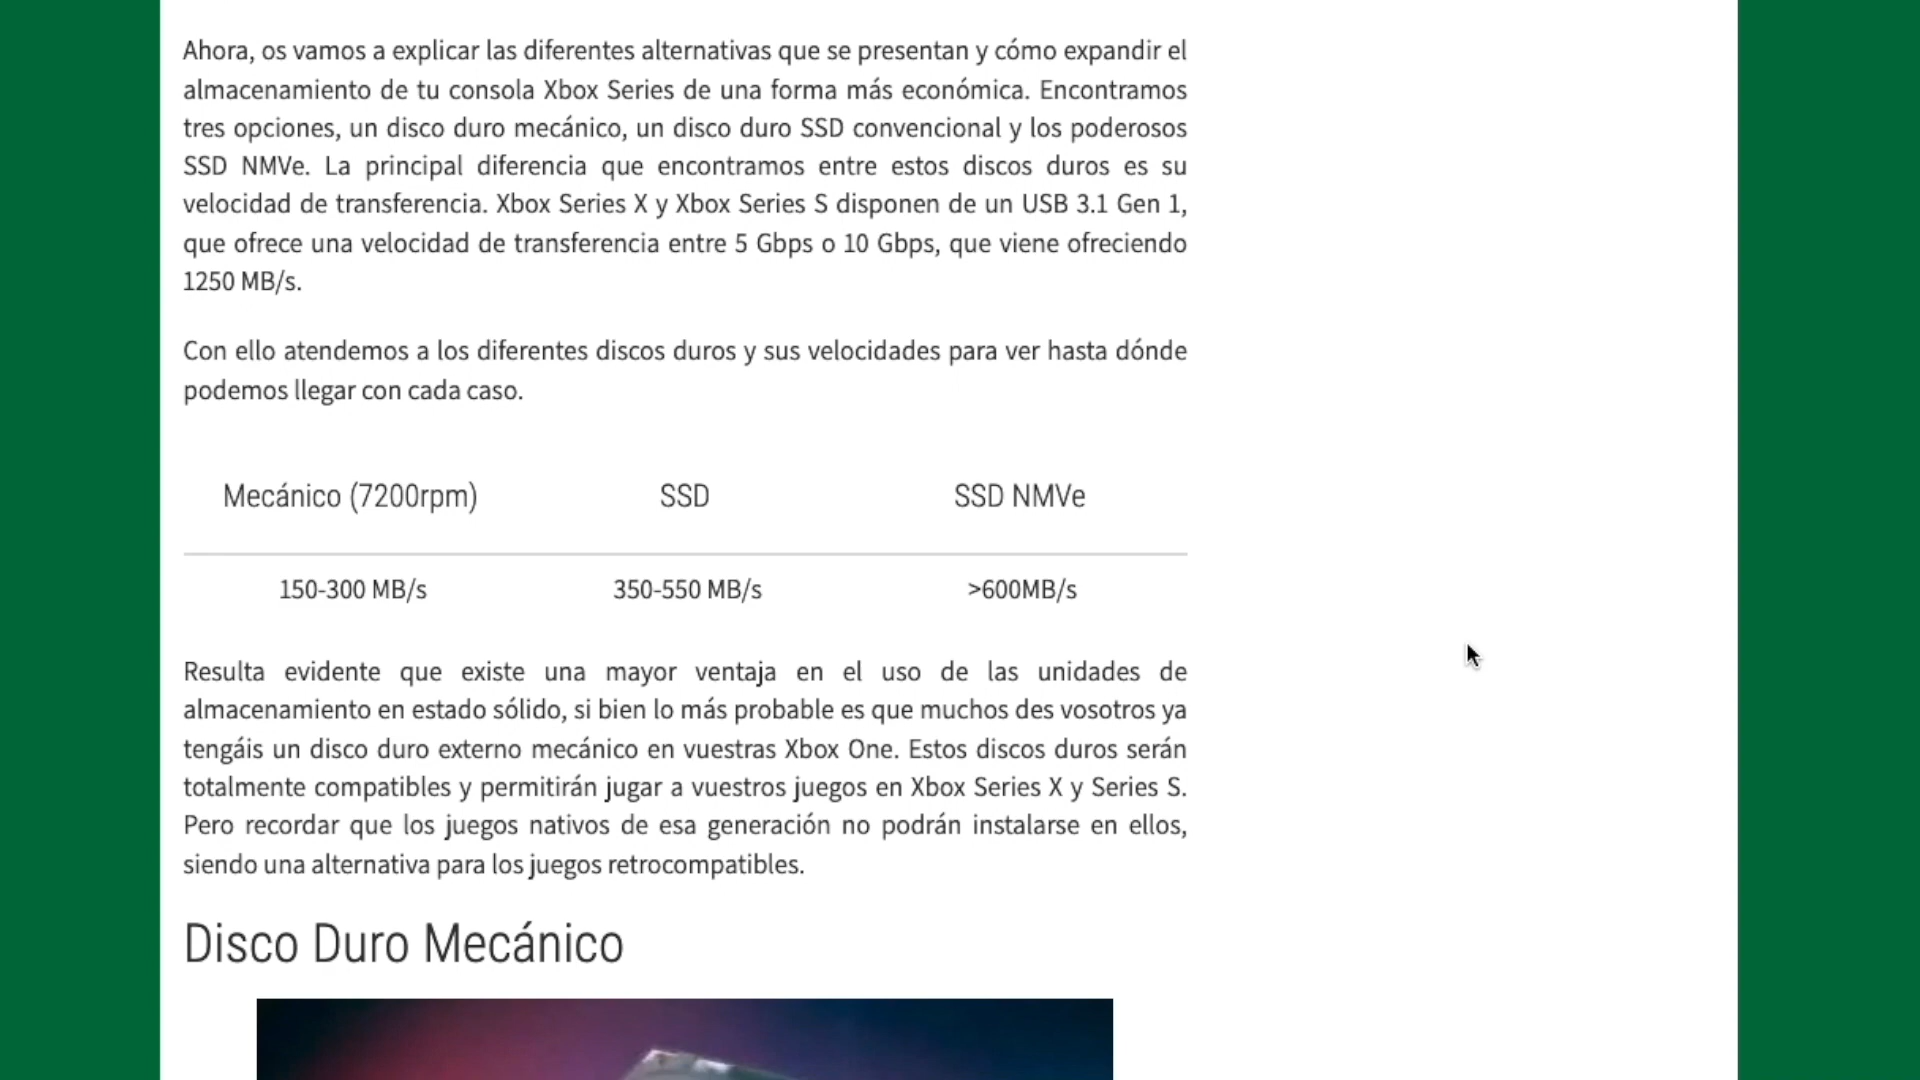 Ahora, os vamos a explicar las diferentes alternativas que se presentan y cómo expandir el
almacenamiento de tu consola Xbox Series de una forma más económica. Encontramos
tres opciones, un disco duro mecánico, un disco duro SSD convencional y los poderosos
SSD NMVe. La principal diferencia que encontramos entre estos discos duros es su
velocidad de transferencia. Xbox Series X y Xbox Series S disponen de un USB 3.1 Gen 1,
que ofrece una velocidad de transferencia entre 5 Gbps o 10 Gbps, que viene ofreciendo
1250 MB/s.
Con ello atendemos a los diferentes discos duros y sus velocidades para ver hasta dónde
podemos llegar con cada caso.
Mecánico (7200rpm) SSD SSD NMVe
150-300 MB/s 350-550 MB/s >600MB/s
Resulta evidente que existe una mayor ventaja en el uso de las unidades de
almacenamiento en estado sólido, si bien lo más probable es que muchos des vosotros ya
tengáis un disco duro externo mecánico en vuestras Xbox One. Estos discos duros serán
totalmente compatibles y permitirán jugar a vuestros juegos en Xbox Series X y Series S.
Pero recordar que los juegos nativos de esa generación no podrán instalarse en ellos,
siendo una alternativa para los juegos retrocompatibles.
Disco Duro Mecánico